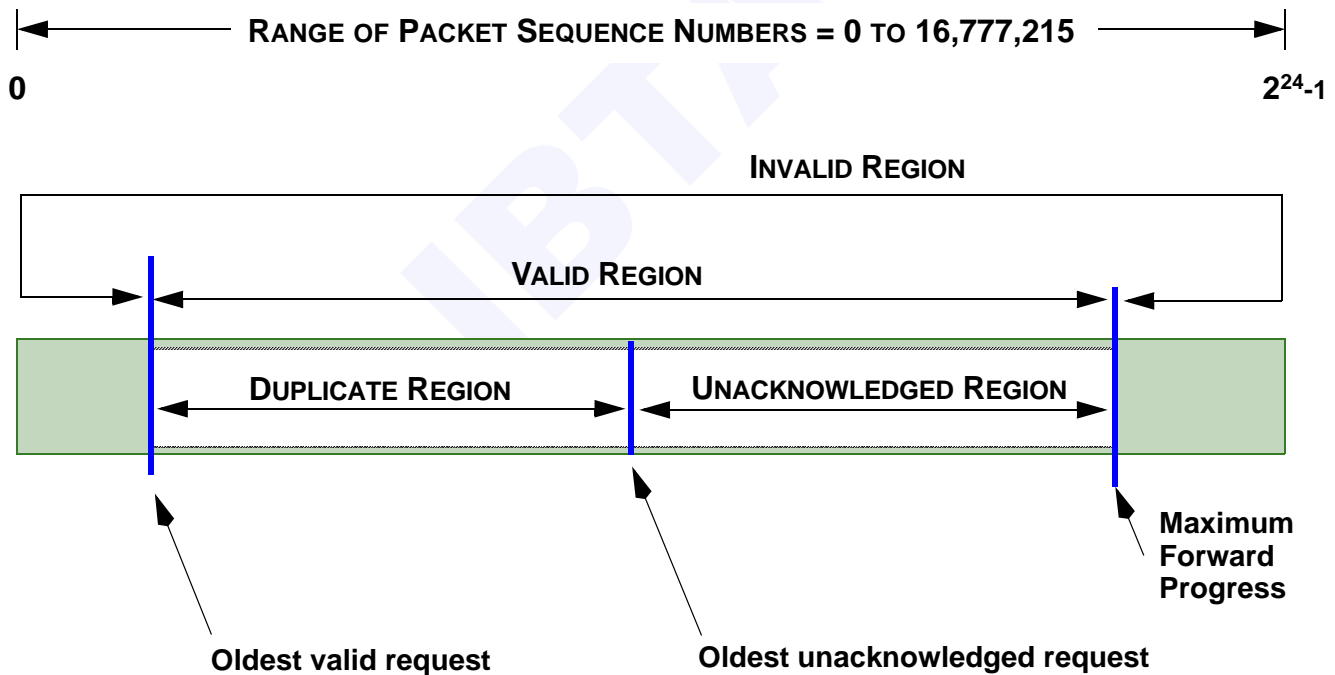 RANGE OF PACKET SEQUENCE NUMBERS = 0 TO 16,777,215
0
2²⁴-1
INVALID REGION
VALID REGION
DUPLICATE REGION
UNACKNOWLEDGED REGION
Maximum
Forward
Progress
Oldest valid request
Oldest unacknowledged request
IBTA